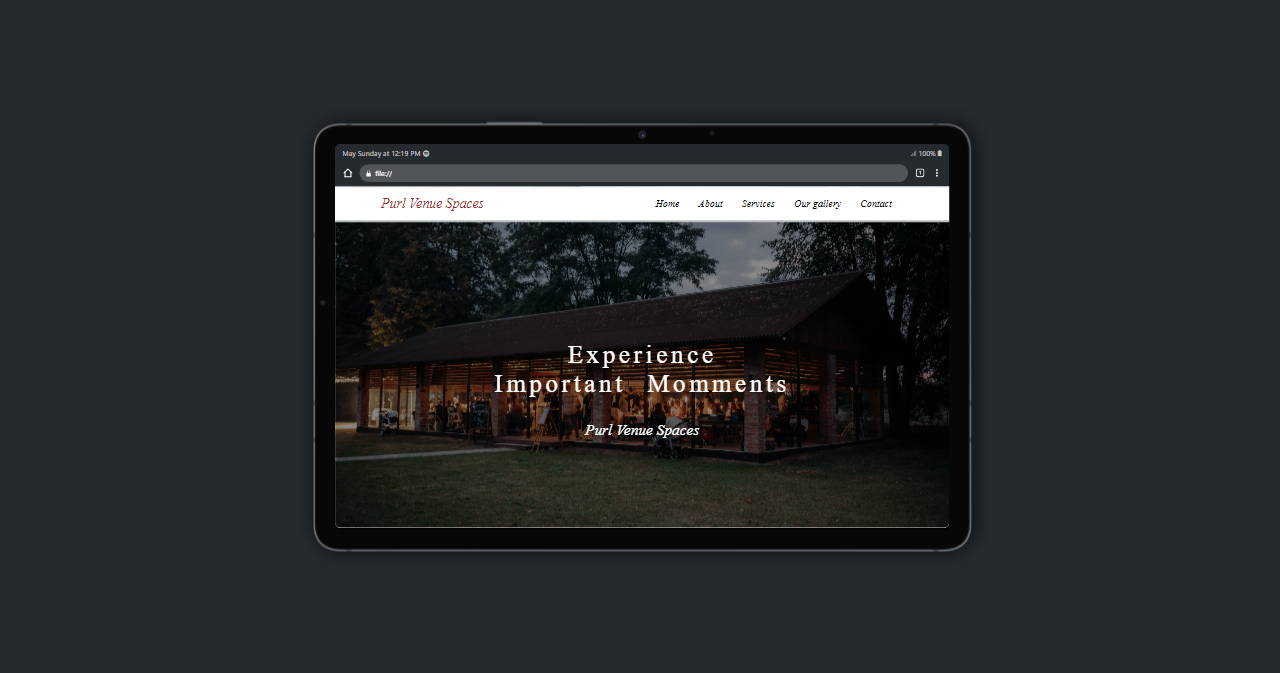 May Sunday at 12:19 PM
100%
file://
1
Purl Venue Spaces Home About Services Our gallery Contact
Experience
Important Momments
Purl Venue Spaces